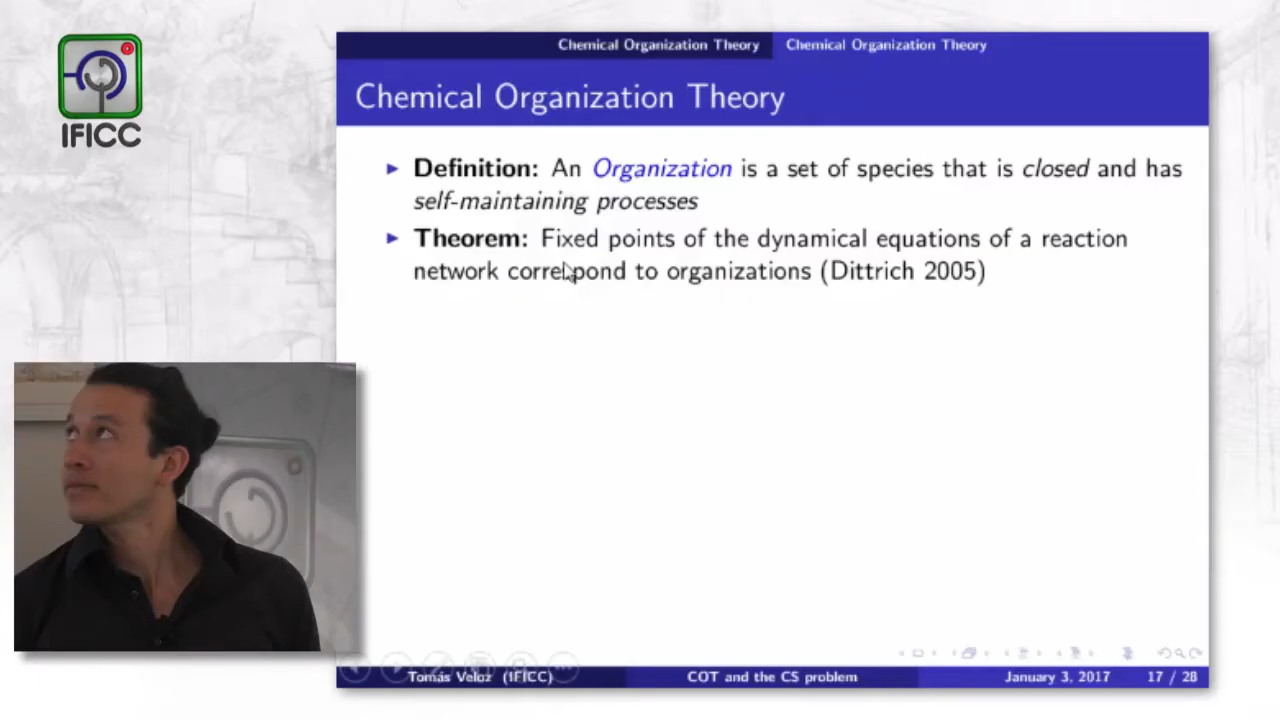 IFICC
Chemical Organization Theory Chemical Organization Theory
Chemical Organization Theory
Definition: An Organization is a set of species that is closed and has
self-maintaining processes
Theorem: Fixed points of the dynamical equations of a reaction
network correspond to organizations (Dittrich 2005)
Tomás Veloz (IFICC) COT and the CS problem January 3, 2017 17 / 28